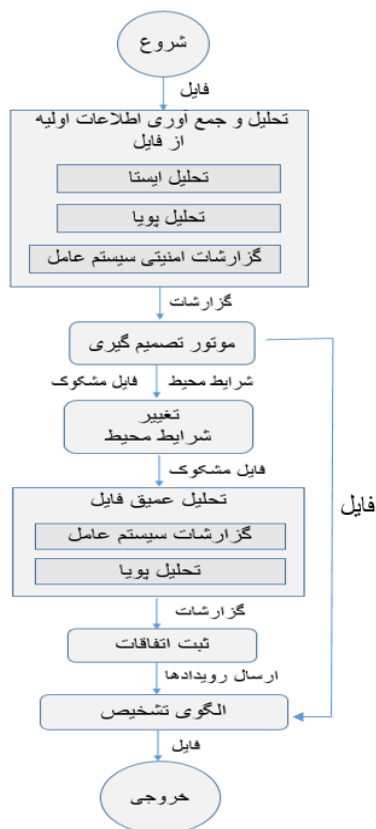 شروع
فایل
تحلیل و جمع آوری اطلاعات اولیه
از فایل
تحلیل ایستا
تحلیل پویا
گزارشات امنیتی سیستم عامل
گزارشات
موتور تصمیم گیری
شرایط محیط
فایل مشکوک
تغییر
شرایط محیط
فایل مشکوک
تحلیل عمیق فایل
گزارشات سیستم عامل
تحلیل پویا
گزارشات
ثبت اتفاقات
ارسال رویدادها
الگوی تشخیص
فایل
فایل
خروجی